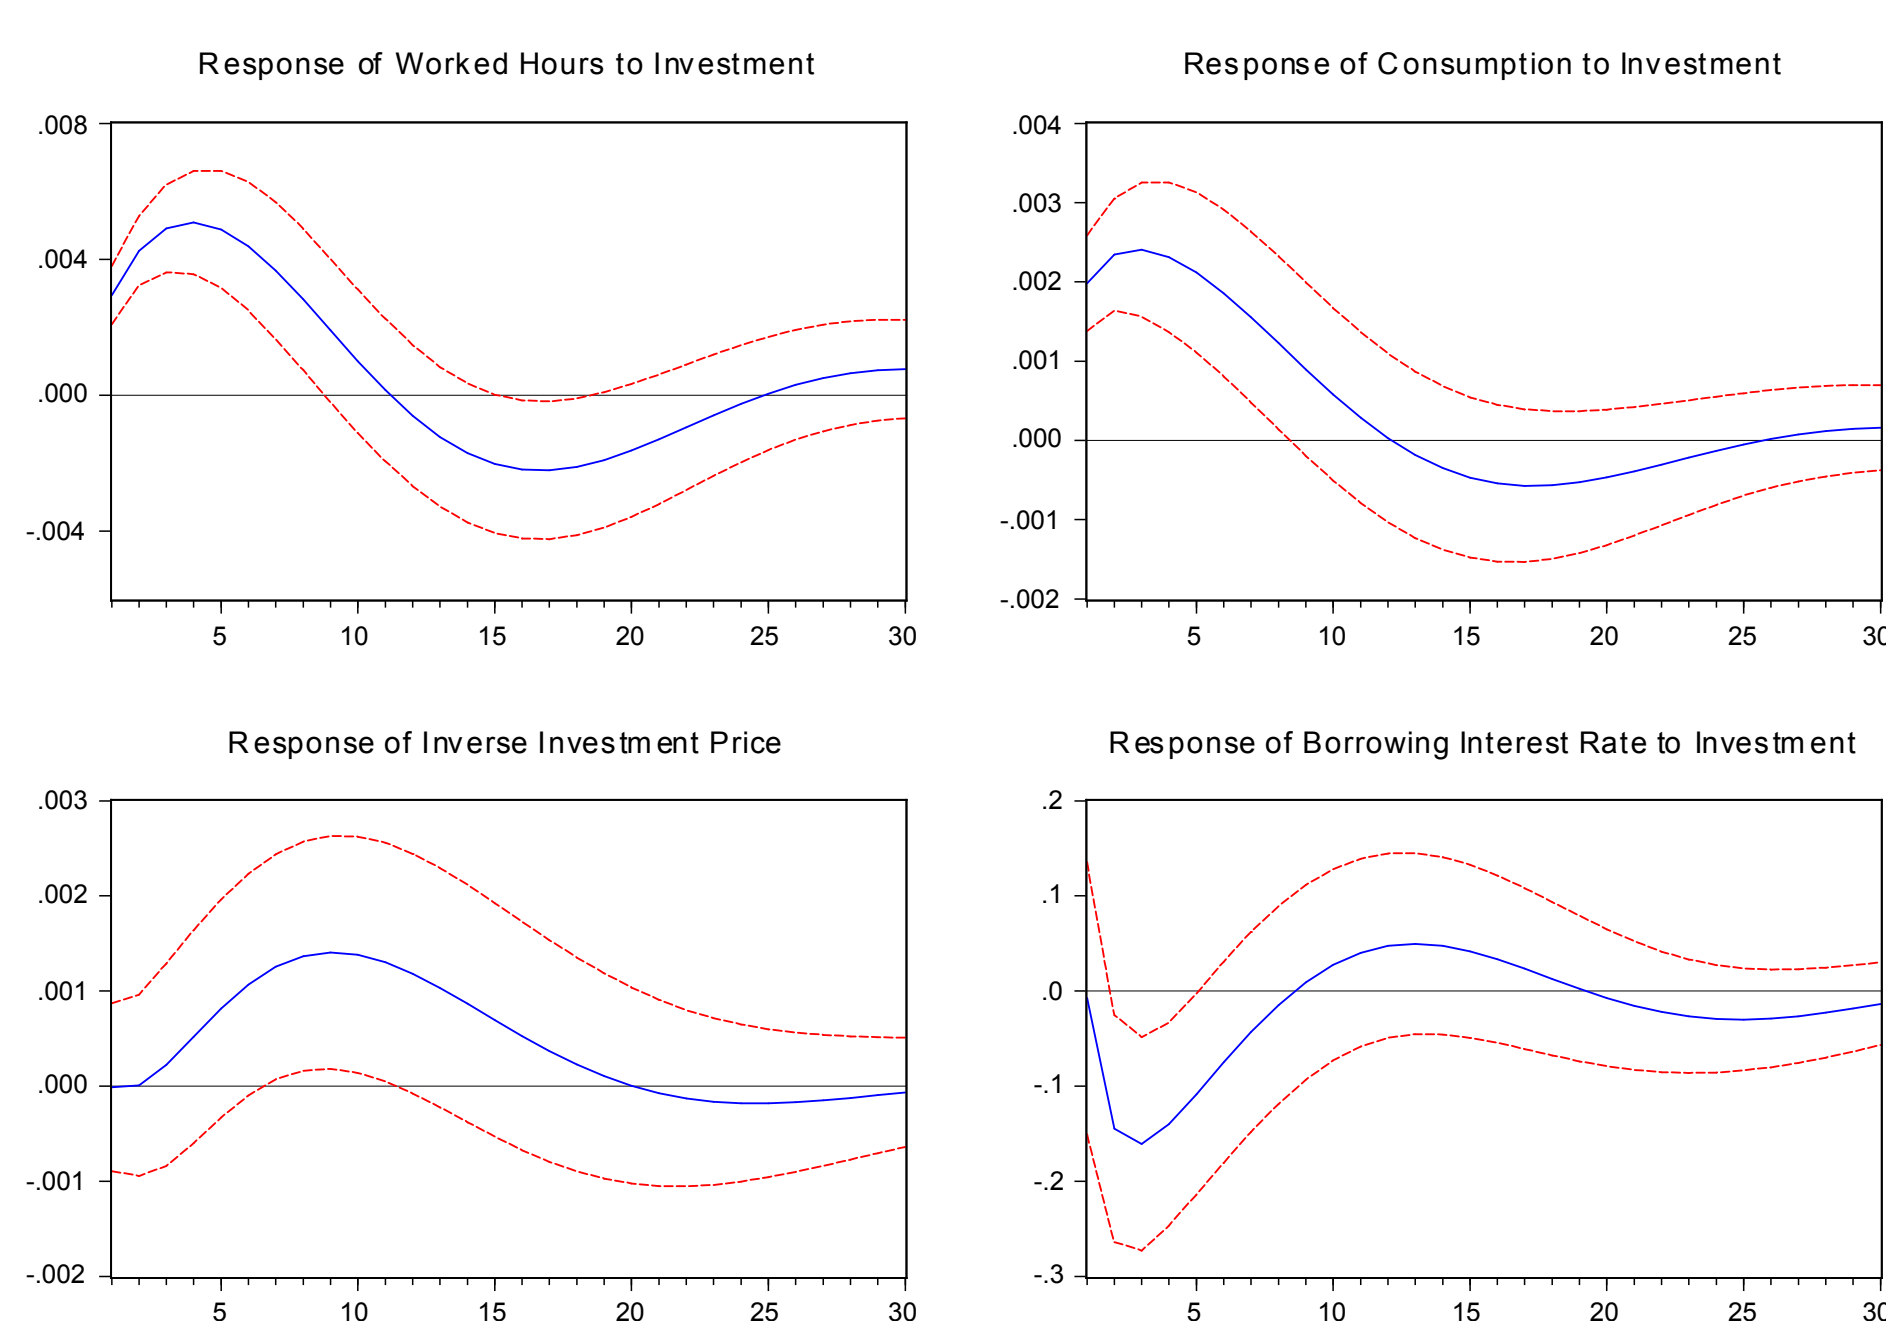 Response of Worked Hours to Investment
.008
.004
.000
-.004
5 10 15 20 25 30
Response of Consumption to Investment
.004
.003
.002
.001
.000
-.001
-.002
5 10 15 20 25 30
Response of Inverse Investment Price
.003
.002
.001
.000
-.001
-.002
5 10 15 20 25 30
Response of Borrowing Interest Rate to Investment
.2
.1
.0
-.1
-.2
-.3
5 10 15 20 25 30